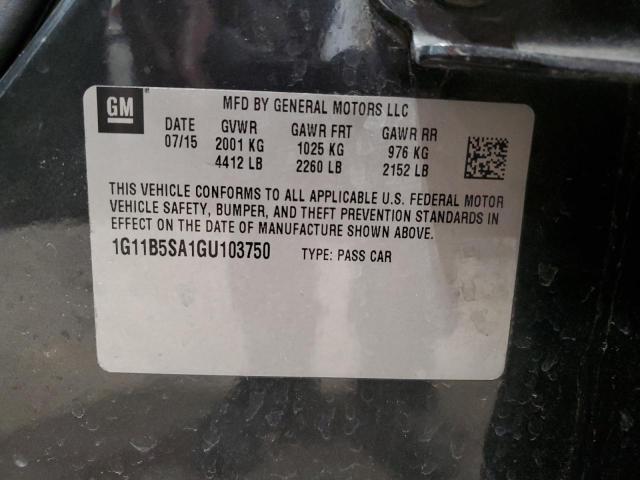 GM
MFD BY GENERAL MOTORS LLC
DATE GVWR GAWR FRT GAWR RR
07/15 2001 KG 1025 KG 976 KG
4412 LB 2260 LB 2152 LB
THIS VEHICLE CONFORMS TO ALL APPLICABLE U.S. FEDERAL MOTOR
VEHICLE SAFETY, BUMPER, AND THEFT PREVENTION STANDARDS IN
EFFECT ON THE DATE OF MANUFACTURE SHOWN ABOVE.
1G11B5SA1GU103750 TYPE: PASS CAR